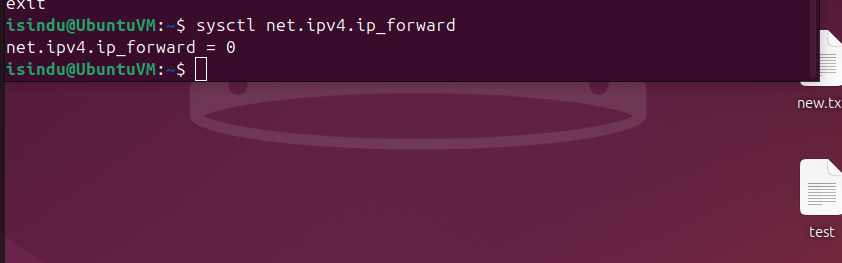 exit
isindu@UbuntuVM:~$ sysctl net.ipv4.ip_forward
net.ipv4.ip_forward = 0
isindu@UbuntuVM:~$
new.tx
test